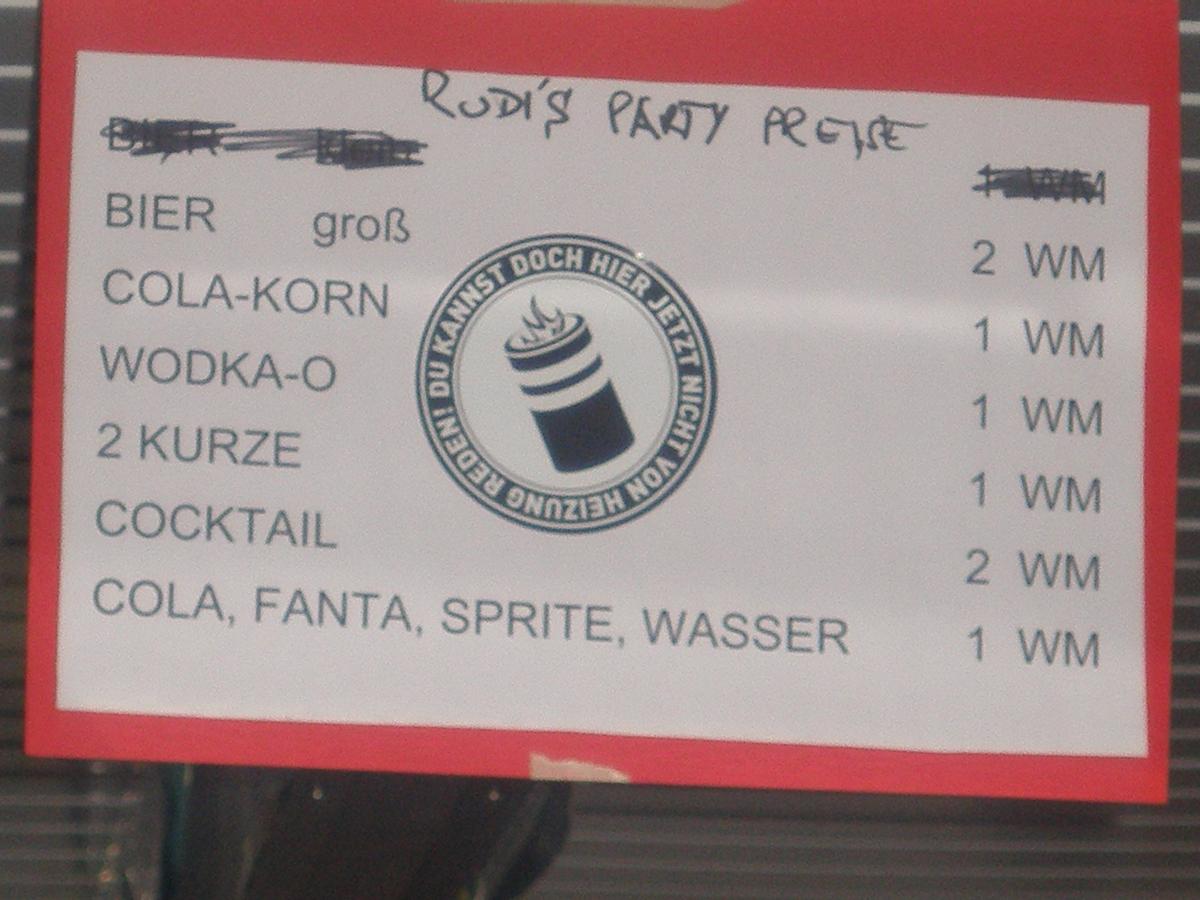 RUDI'S PARTY PREISE
BIER groß 2 WM
COLA-KORN 1 WM
WODKA-O 1 WM
2 KURZE 1 WM
COCKTAIL 2 WM
COLA, FANTA, SPRITE, WASSER 1 WM
DU KANNST DOCH HIER JETZT NICHT VON HEIZUNG REDEN!